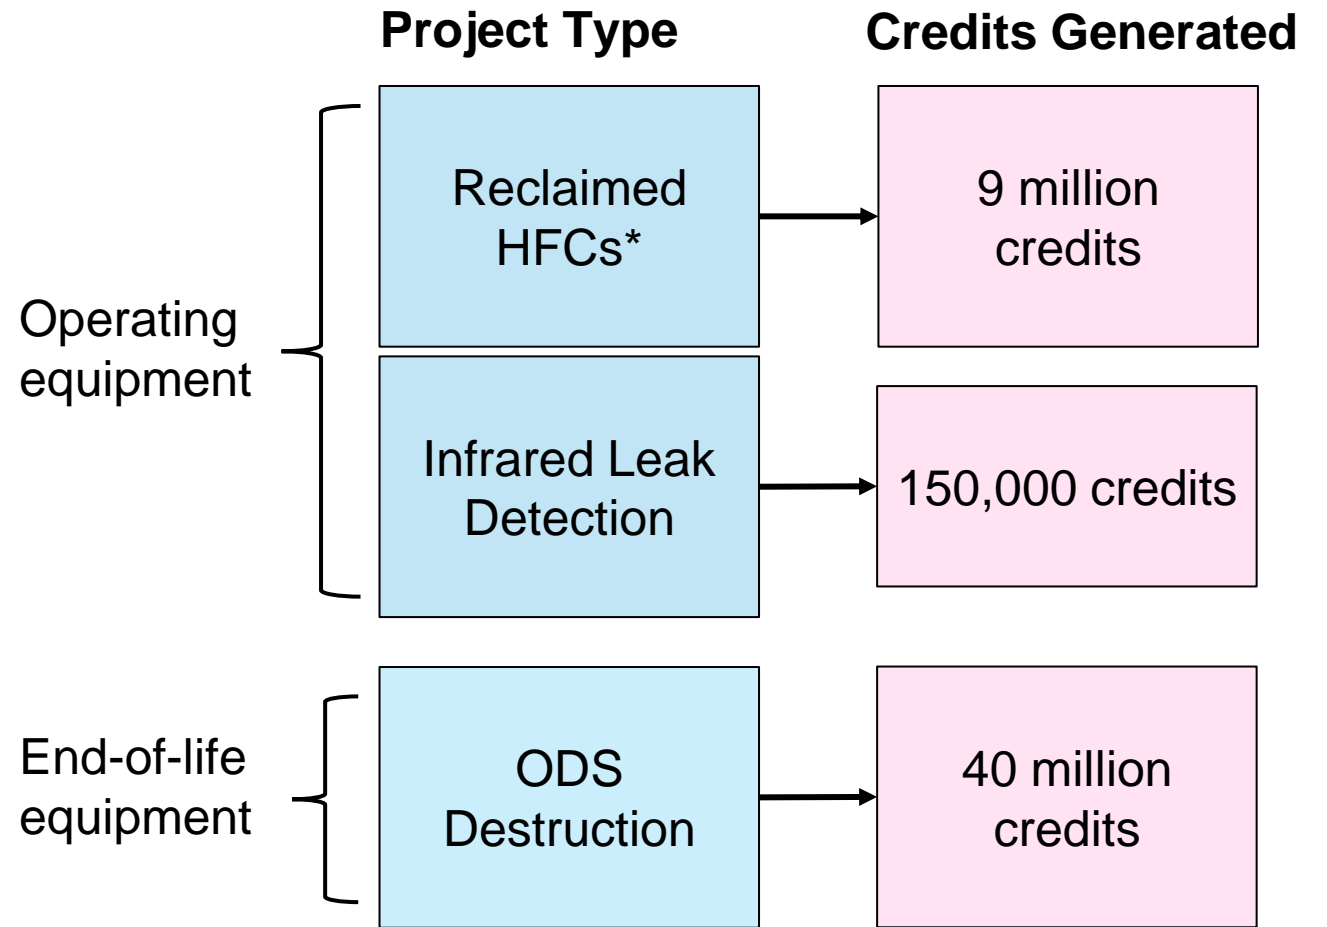 Project Type
Credits Generated
Operating
equipment
Reclaimed
HFCs*
9 million
credits
Infrared Leak
Detection
150,000 credits
End-of-life
equipment
ODS
Destruction
40 million
credits